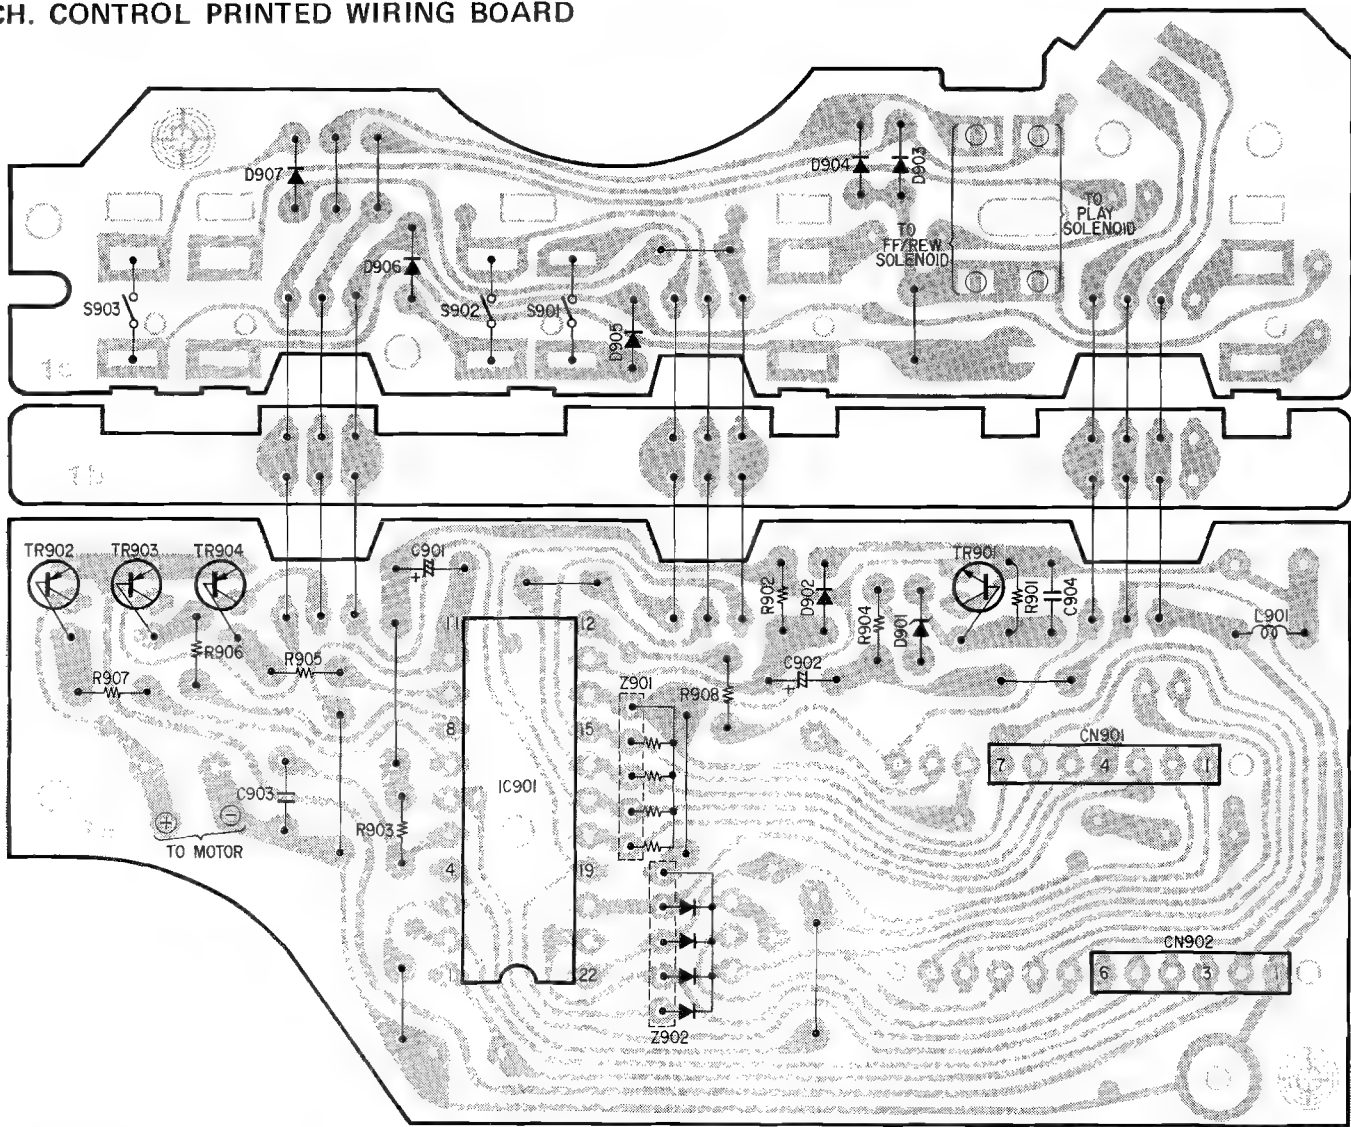 CH. CONTROL PRINTED WIRING BOARD
D907
D904
D903
TO
PLAY
SOLENOID
TO
FF/REW
SOLENOID
D906
S903
S902
S901
D905
1c
1b
TR902
TR903
TR904
C901
TR901
R902
D902
R904
D901
R901
C904
L901
11
12
R906
R905
R907
Z901
R908
C902
8
15
CN901
7
4
1
IC901
C903
R903
+
−
TO MOTOR
4
19
CN902
6
3
1
1
22
Z902